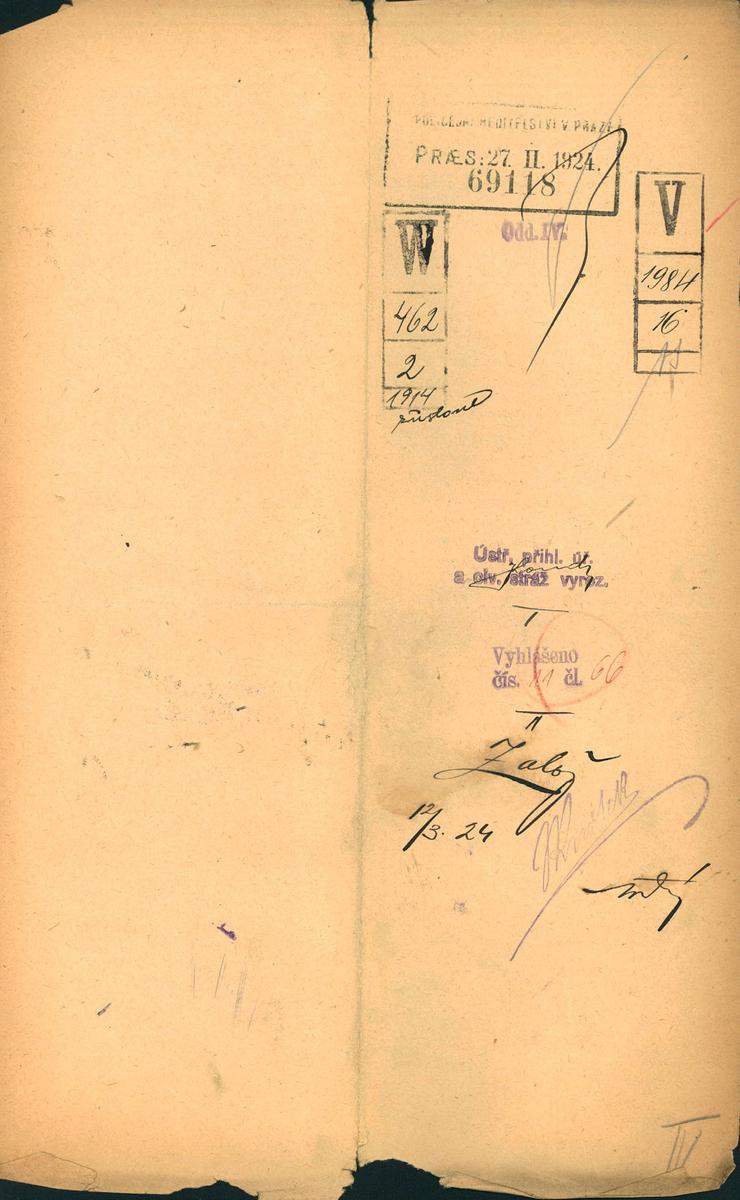 POLICEJNÍ ŘEDITELSTVÍ V PRAZE
PRÆS: 27. II. 1924.
69118
Odd. IV.
W
462
2
1914
V
1984
16
Ústř. přihl. úř.
a civ. stráž vyroz.
I
Vyhlášeno
čís. 11 čl. 66
II
Založ
12/3. 24
III